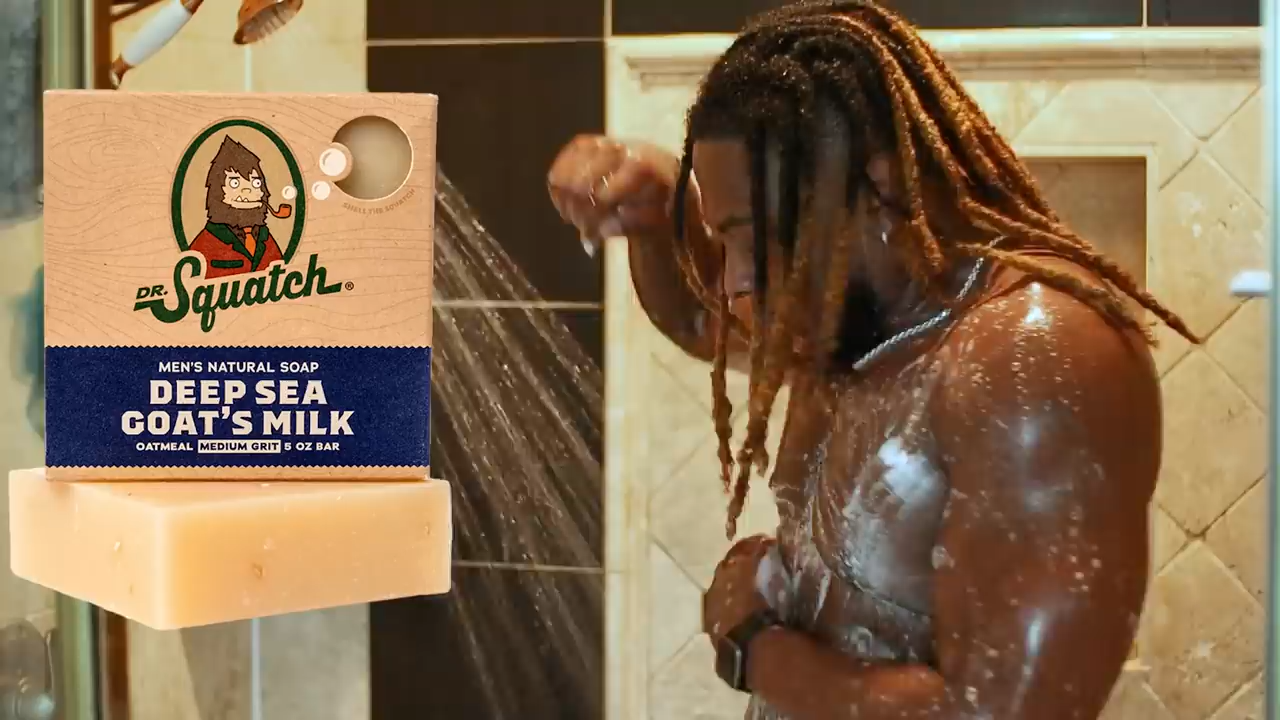 SMELL THE SQUATCH
DR. Squatch®
MEN'S NATURAL SOAP
DEEP SEA
GOAT'S MILK
OATMEAL MEDIUM GRIT 5 OZ BAR